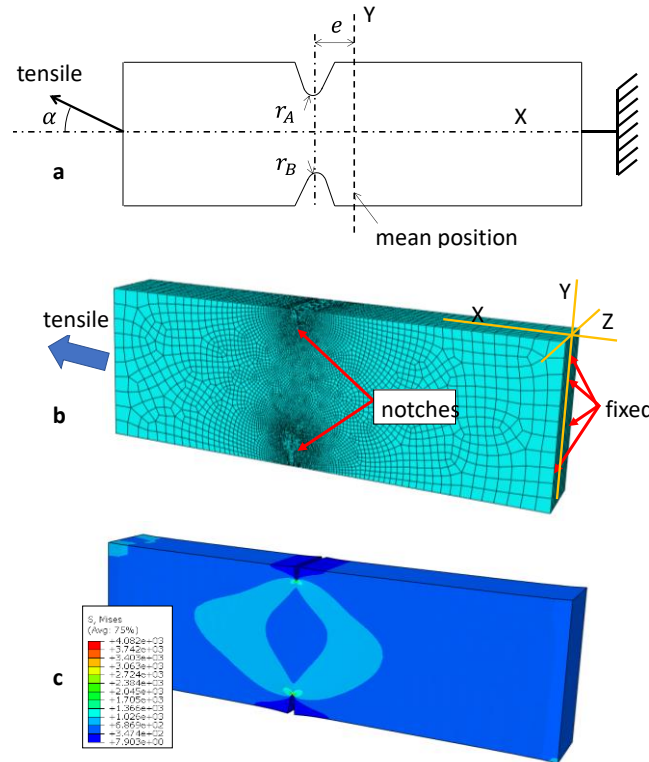 Y
e
tensile
α
r_A
X
r_B
a
mean position
Y
X
Z
tensile
notches
fixed
b
S, Mises
(Avg: 75%)
+4.082e+03
+3.742e+03
+3.403e+03
+3.063e+03
+2.724e+03
+2.384e+03
+2.045e+03
+1.705e+03
+1.366e+03
+1.026e+03
+6.869e+02
+3.474e+02
+7.903e+00
c